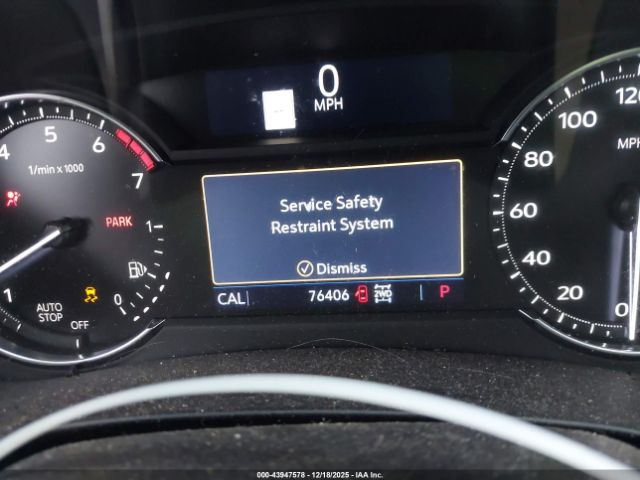 0
MPH
4
5
6
7
1/min x 1000
PARK
1
0
1
AUTO
STOP
OFF
Service Safety
Restraint System
Dismiss
CAL
76406
2WD
P
120
100
80
60
40
20
0
MPH
000-43947578 - 12/18/2025 - IAA Inc.